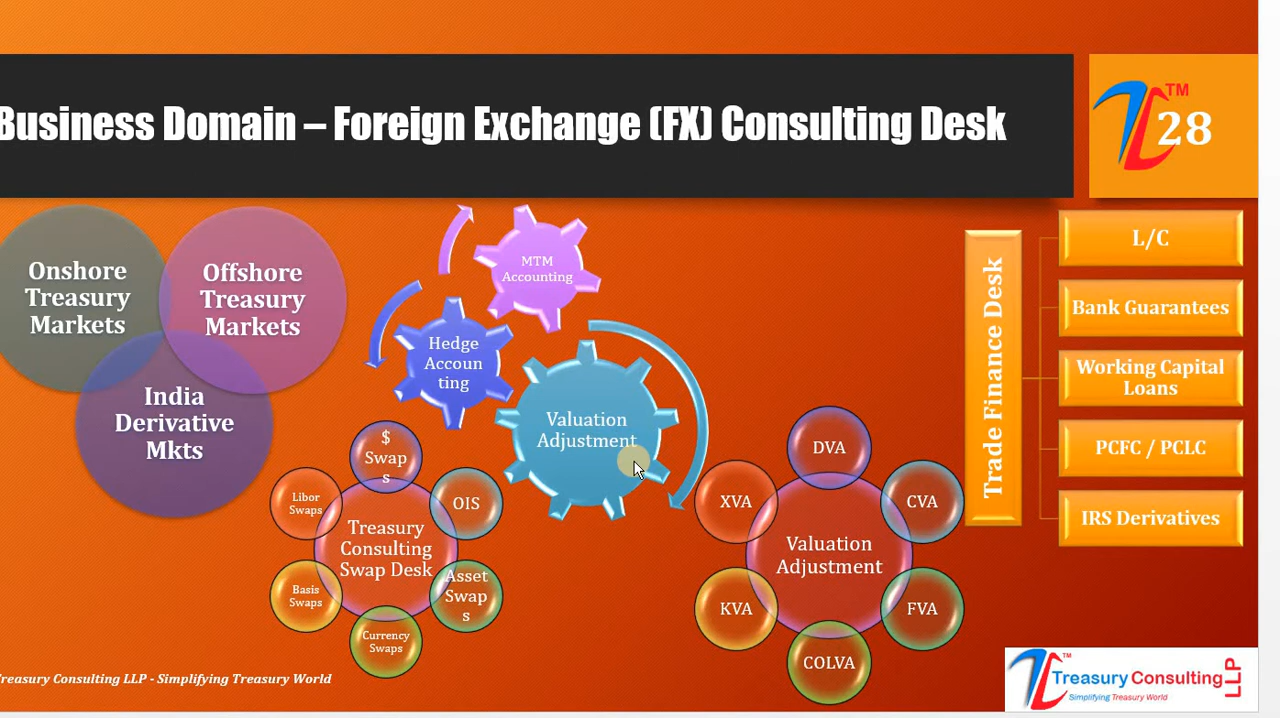 Business Domain – Foreign Exchange (FX) Consulting Desk
TM
28
Onshore
Treasury
Markets
Offshore
Treasury
Markets
India
Derivative
Mkts
MTM
Accounting
Hedge
Accoun
ting
Valuation
Adjustment
$
Swap
s
Libor
Swaps
OIS
Treasury
Consulting
Swap Desk
Basis
Swaps
Asset
Swap
s
Currency
Swaps
DVA
XVA
CVA
Valuation
Adjustment
KVA
FVA
COLVA
Trade Finance Desk
L/C
Bank Guarantees
Working Capital
Loans
PCFC / PCLC
IRS Derivatives
Treasury Consulting LLP - Simplifying Treasury World
TM
Treasury Consulting LLP
Simplifying Treasury World